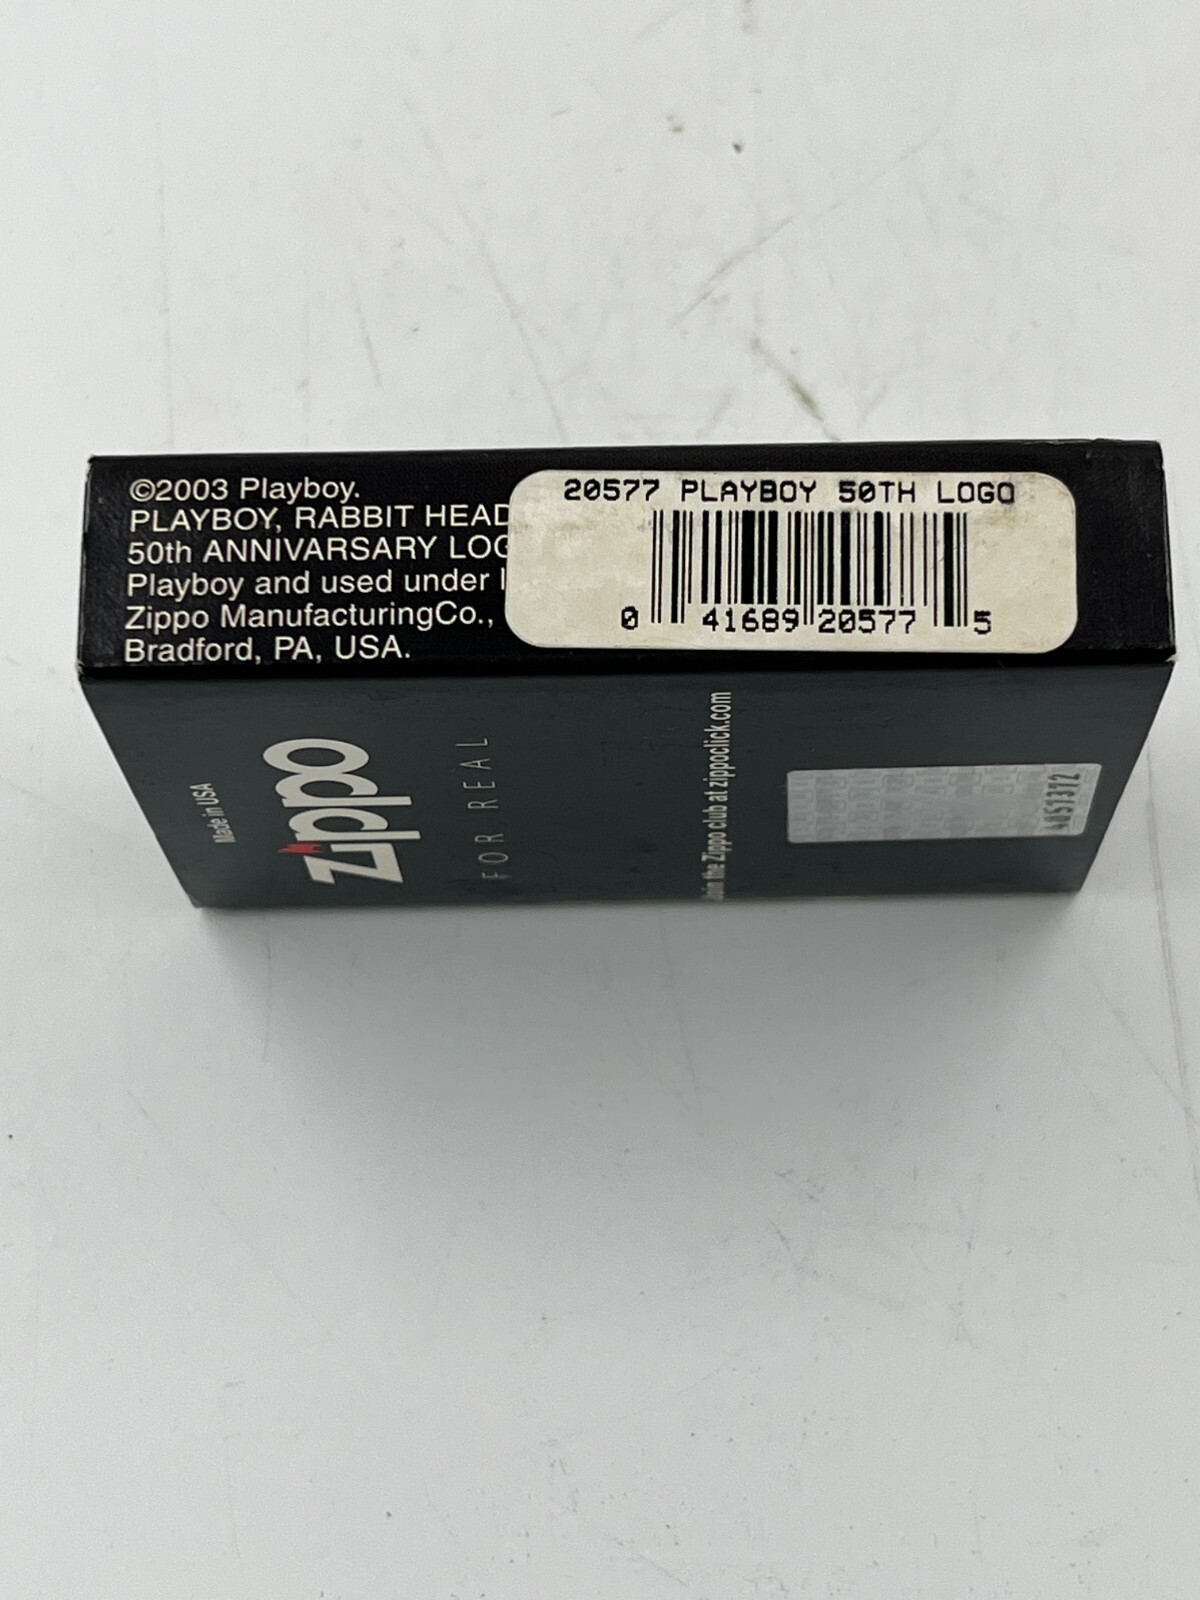 ©2003 Playboy.
PLAYBOY, RABBIT HEAD
50th ANNIVARSARY LOG
Playboy and used under l
Zippo ManufacturingCo.,
Bradford, PA, USA.
20577 PLAYBOY 50TH LOGO
0 41689 20577 5
Made in USA
Zippo
FOR REAL
Join the Zippo club at zippoclick.com